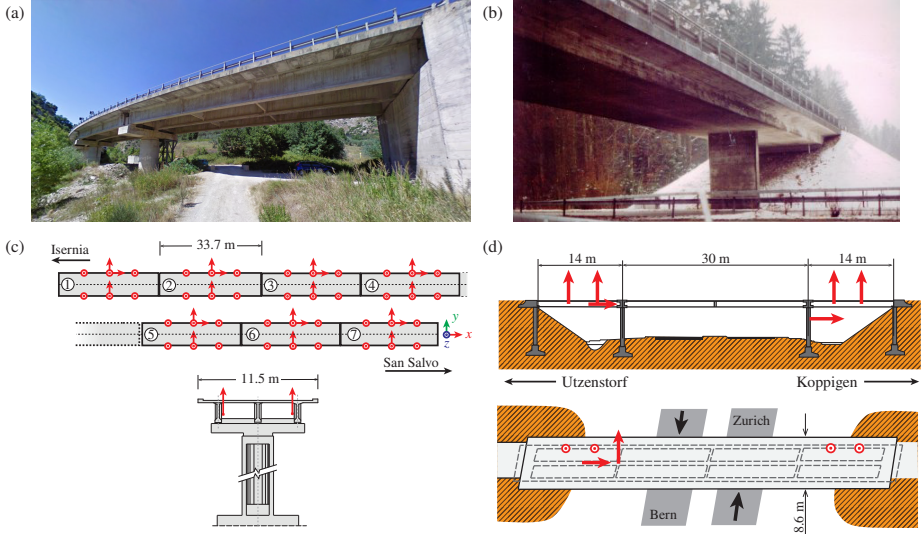 (a)
(b)
(c)
Isernia
33.7 m
1
2
3
4
5
6
7
y
x
z
San Salvo
11.5 m
(d)
14 m
30 m
14 m
Utzenstorf
Koppigen
Zurich
Bern
8.6 m